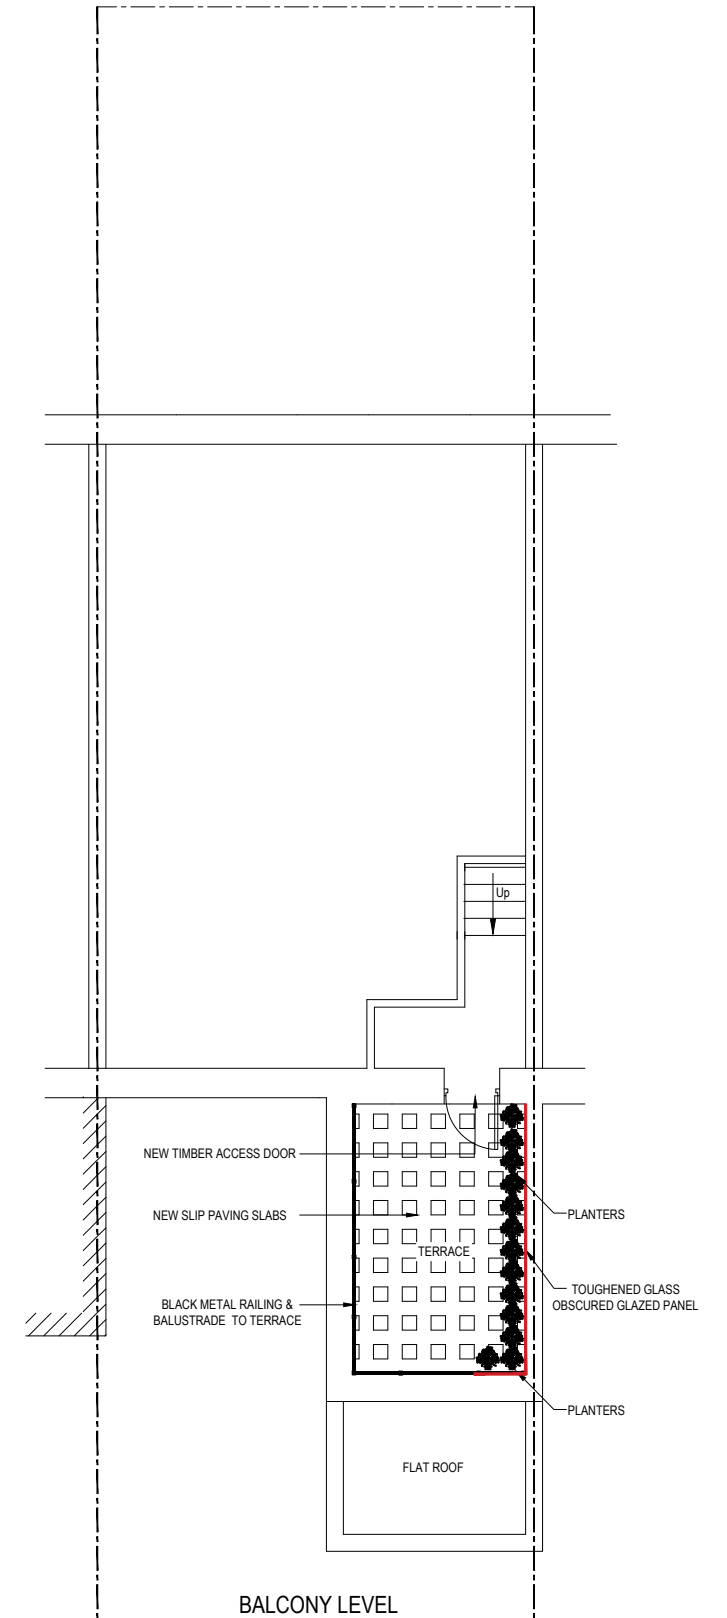 Up
NEW TIMBER ACCESS DOOR
NEW SLIP PAVING SLABS
PLANTERS
TERRACE
TOUGHENED GLASS
OBSCURED GLAZED PANEL
BLACK METAL RAILING &
BALUSTRADE TO TERRACE
PLANTERS
FLAT ROOF
BALCONY LEVEL